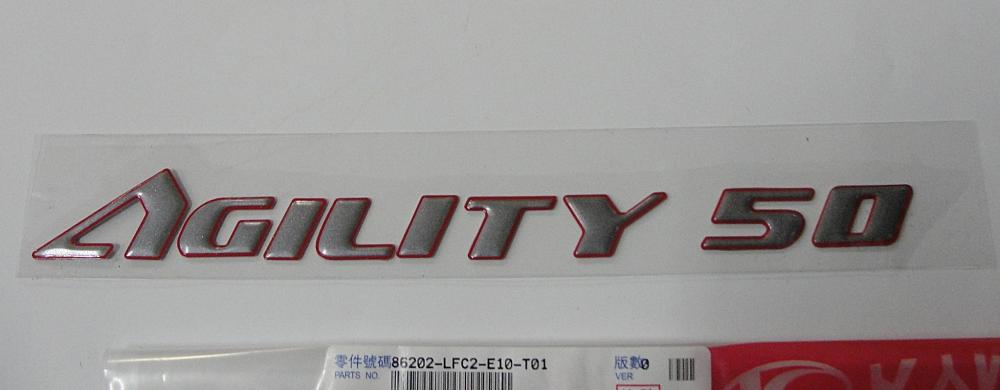 AGILITY 50
零件號碼86202-LFC2-E10-T01 版數0
PARTS NO. VER